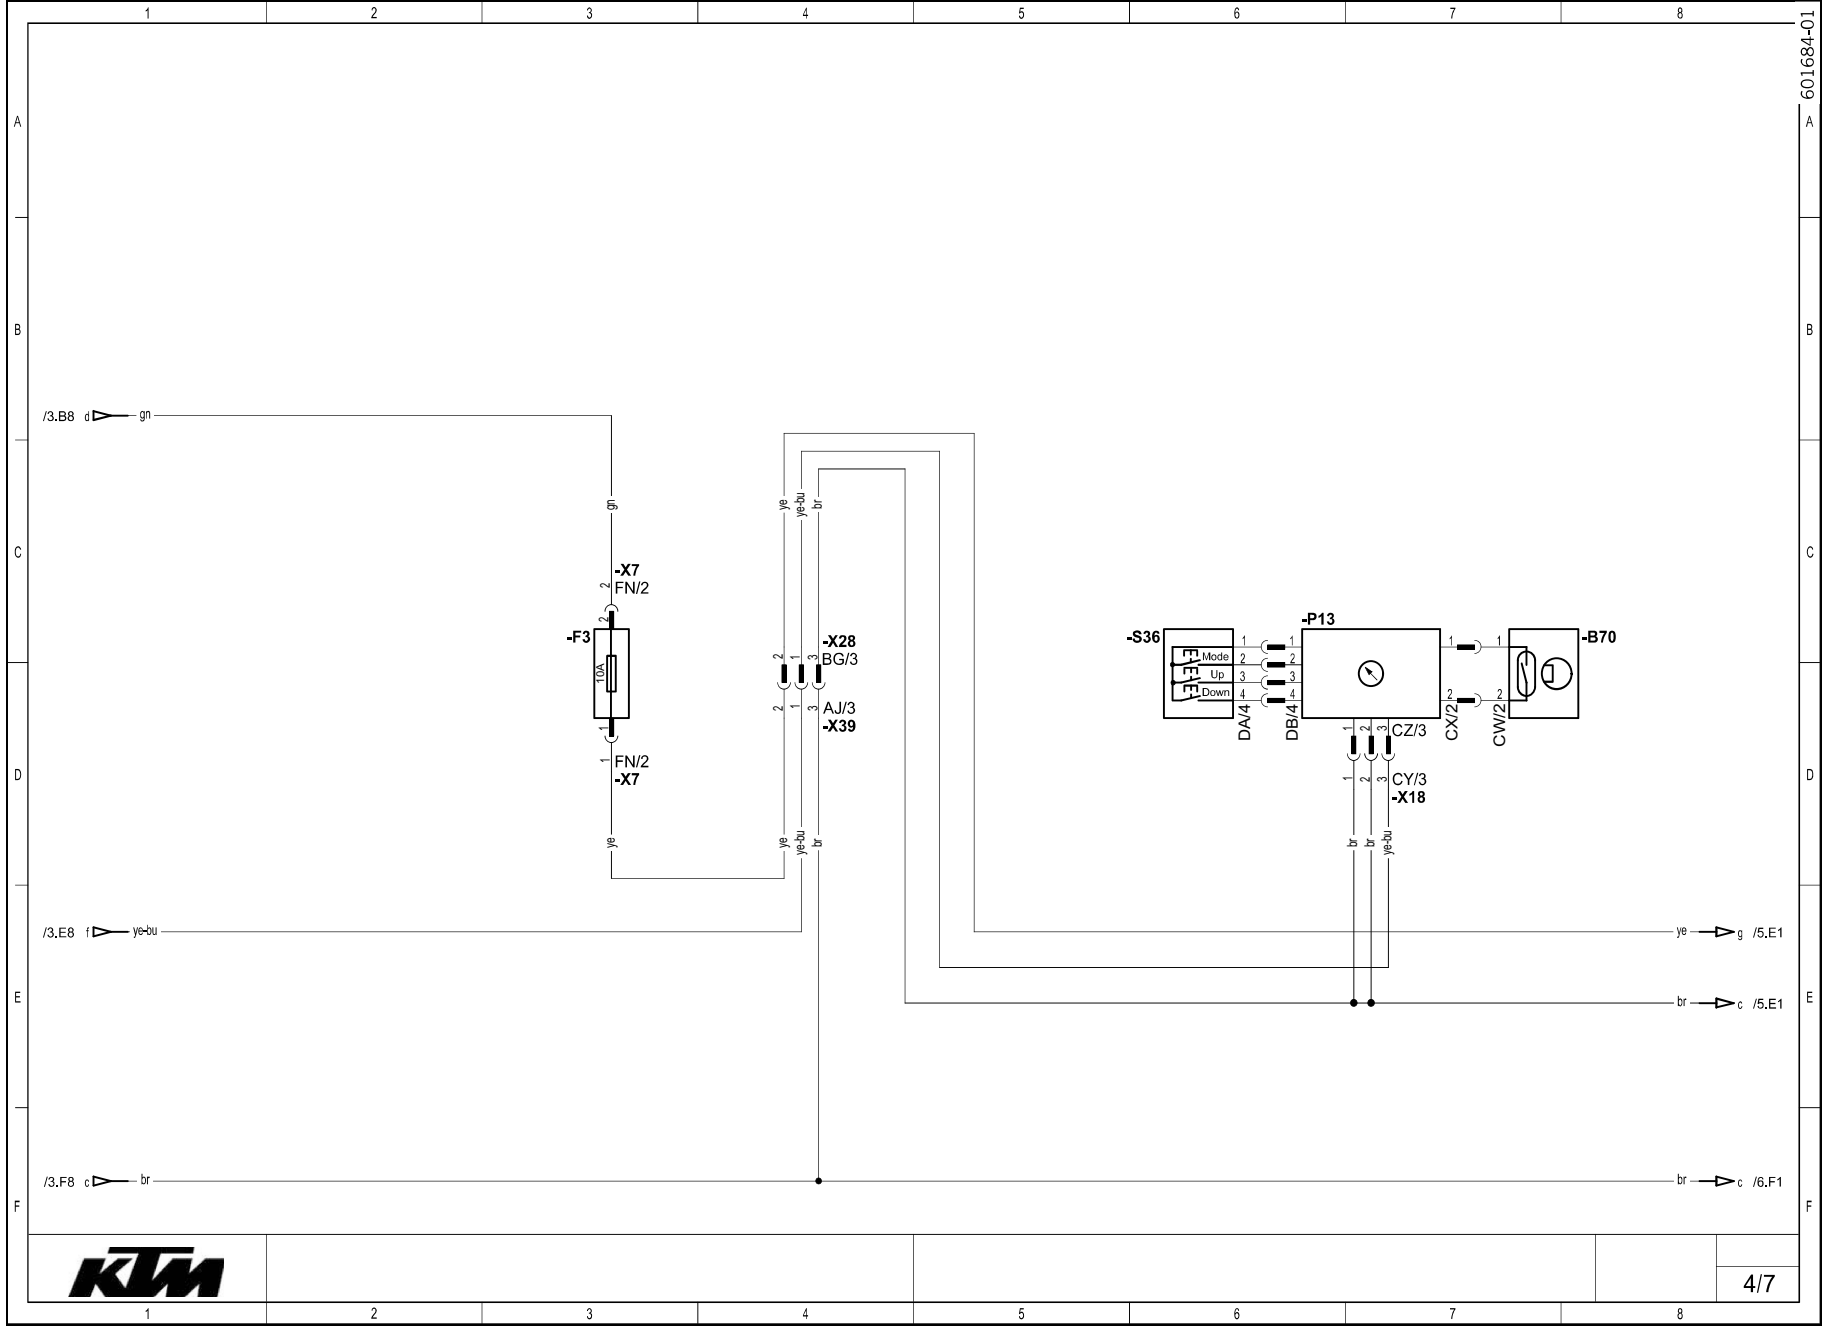 1 2 3 4 5 6 7 8
601684-01
A A
B B
/3.B8 d gn
gn ye ye-bu br
C C
-X7
2 FN/2
2
-F3
10A
1
1 FN/2
-X7
-X28
2 1 3 BG/3
2 1 3 AJ/3
-X39
-S36
Mode
Up
Down
1 1
2 2
3 3
4 4
DA/4 DB/4
-P13
1 1
2 2
CX/2 CW/2
-B70
1 2 3 CZ/3
1 2 3 CY/3
-X18
D D
ye ye ye-bu br br br ye-bu
/3.E8 f ye-bu
ye g /5.E1
E E
br c /5.E1
/3.F8 c br
br c /6.F1
F F
KTM
4/7
1 2 3 4 5 6 7 8